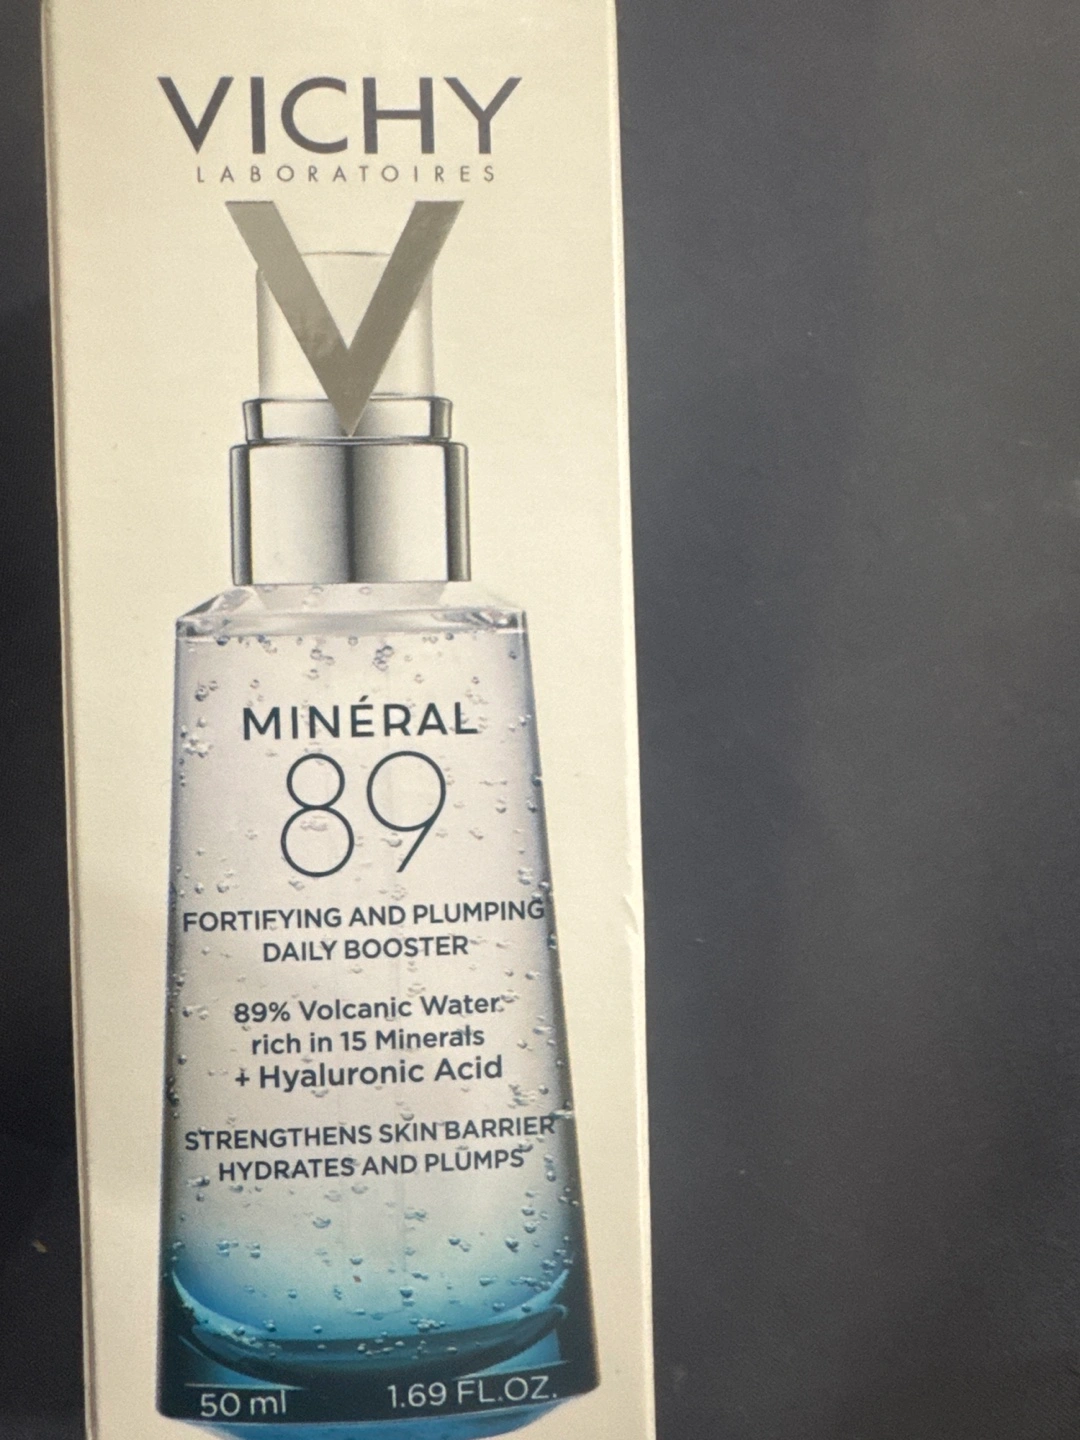 VICHY
LABORATOIRES
MINÉRAL
89
FORTIFYING AND PLUMPING
DAILY BOOSTER
89% Volcanic Water
rich in 15 Minerals
+ Hyaluronic Acid
STRENGTHENS SKIN BARRIER
HYDRATES AND PLUMPS
50 ml 1.69 FL.OZ.